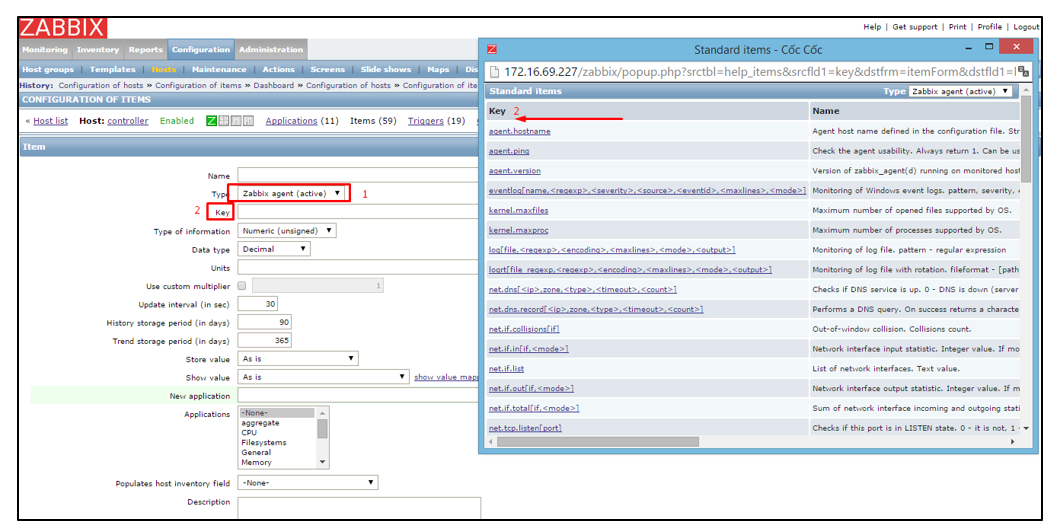 ZABBIX
Help | Get support | Print | Profile | Logout
Monitoring Inventory Reports Configuration Administration
Host groups | Templates | Hosts | Maintenance | Actions | Screens | Slide shows | Maps | Dis
History: Configuration of hosts » Configuration of items » Dashboard » Configuration of hosts » Configuration of ite
CONFIGURATION OF ITEMS
« Host list Host: controller Enabled Applications (11) Items (59) Triggers (19)
Item
Name
Type Zabbix agent (active) 1
2 Key
Type of information Numeric (unsigned)
Data type Decimal
Units
Use custom multiplier 1
Update interval (in sec) 30
History storage period (in days) 90
Trend storage period (in days) 365
Store value As is
Show value As is show value maps
New application
Applications -None-
aggregate
CPU
Filesystems
General
Memory
Populates host inventory field -None-
Description
Standard items - Cốc Cốc
172.16.69.227/zabbix/popup.php?srctbl=help_items&srcfld1=key&dstfrm=itemForm&dstfld1=
Standard items Type Zabbix agent (active)
Key 2 Name
agent.hostname Agent host name defined in the configuration file. Str
agent.ping Check the agent usability. Always return 1. Can be us
agent.version Version of zabbix_agent(d) running on monitored host
eventlog[name,<regexp>,<severity>,<source>,<eventid>,<maxlines>,<mode>] Monitoring of Windows event logs. pattern, severity,
kernel.maxfiles Maximum number of opened files supported by OS.
kernel.maxproc Maximum number of processes supported by OS.
log[file,<regexp>,<encoding>,<maxlines>,<mode>,<output>] Monitoring of log file. pattern - regular expression
logrt[file_regexp,<regexp>,<encoding>,<maxlines>,<mode>,<output>] Monitoring of log file with rotation. fileformat - [path
net.dns[<ip>,zone,<type>,<timeout>,<count>] Checks if DNS service is up. 0 - DNS is down (server
net.dns.record[<ip>,zone,<type>,<timeout>,<count>] Performs a DNS query. On success returns a characte
net.if.collisions[if] Out-of-window collision. Collisions count.
net.if.in[if,<mode>] Network interface input statistic. Integer value. If mo
net.if.list List of network interfaces. Text value.
net.if.out[if,<mode>] Network interface output statistic. Integer value. If m
net.if.total[if,<mode>] Sum of network interface incoming and outgoing stati
net.tcp.listen[port] Checks if this port is in LISTEN state. 0 - it is not, 1